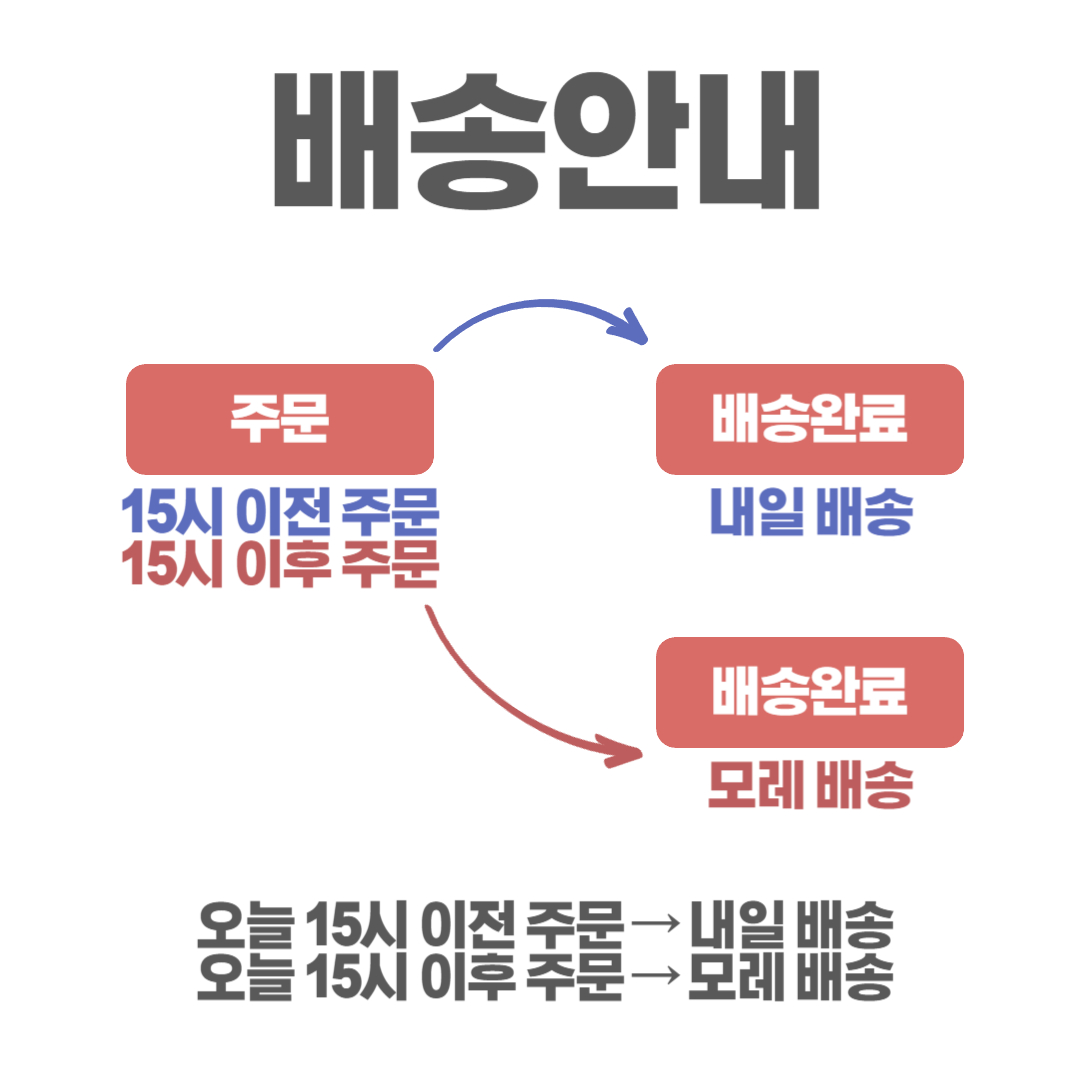 배송안내
주문
15시 이전 주문
15시 이후 주문
배송완료
내일 배송
배송완료
모레 배송
오늘 15시 이전 주문→내일 배송
오늘 15시 이후 주문→모레 배송